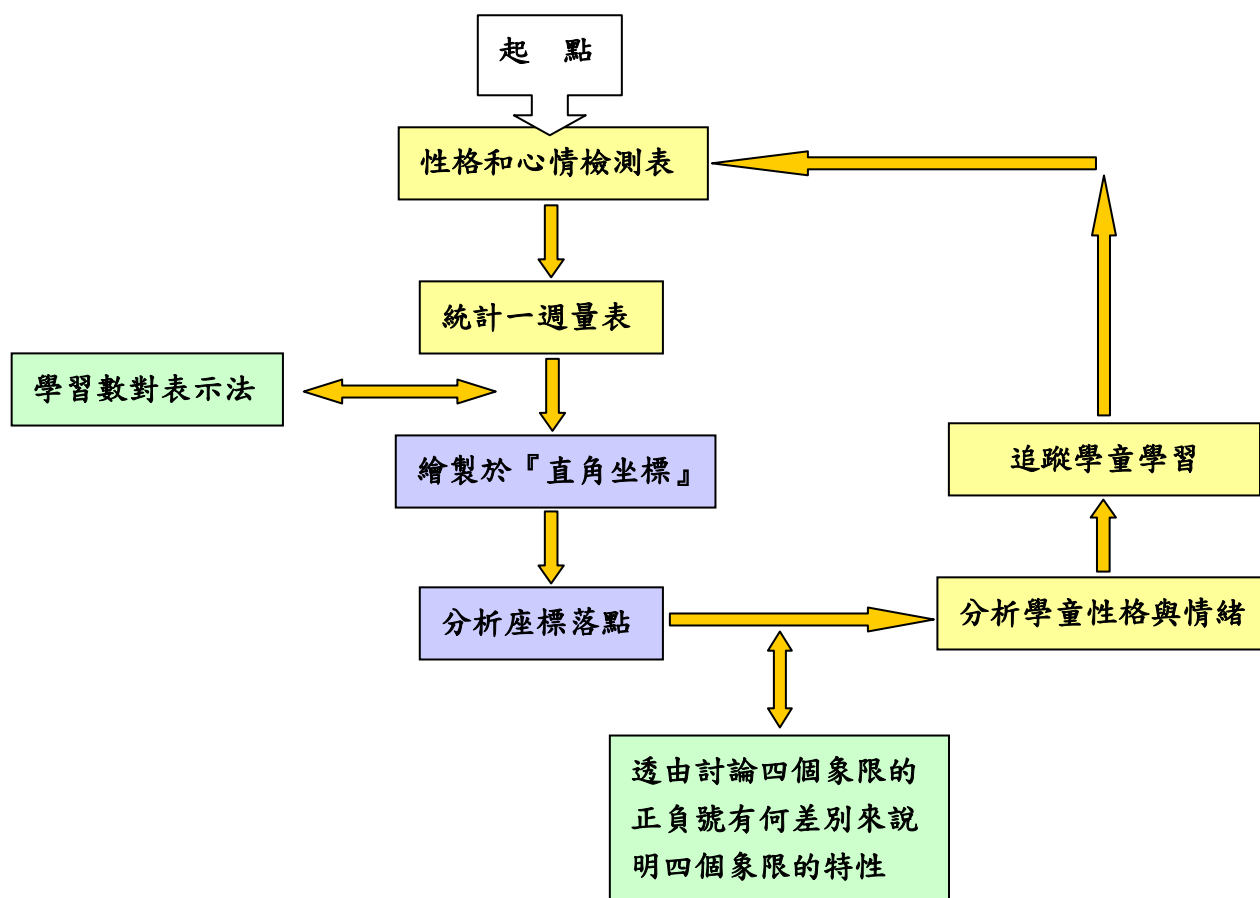 起　點
性格和心情檢測表
統計一週量表
學習數對表示法
繪製於『直角坐標』
追蹤學童學習
分析座標落點
分析學童性格與情緒
透由討論四個象限的
正負號有何差別來說
明四個象限的特性